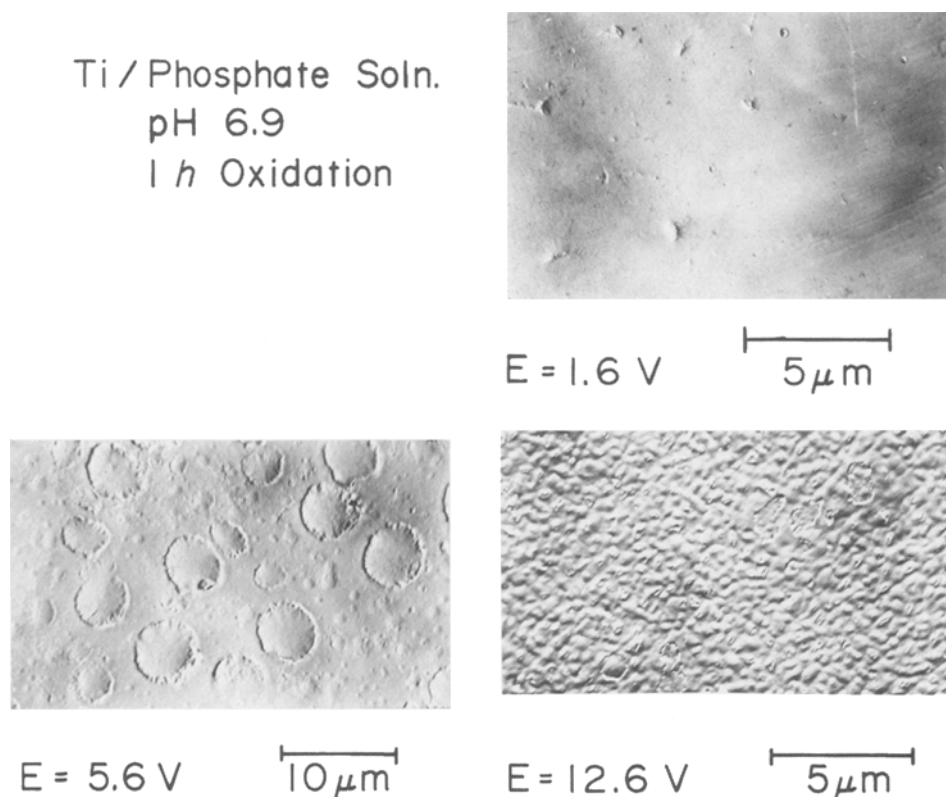 Ti / Phosphate Soln.
pH 6.9
1 h Oxidation
E = 1.6 V
5 μm
E = 5.6 V
10 μm
E = 12.6 V
5 μm